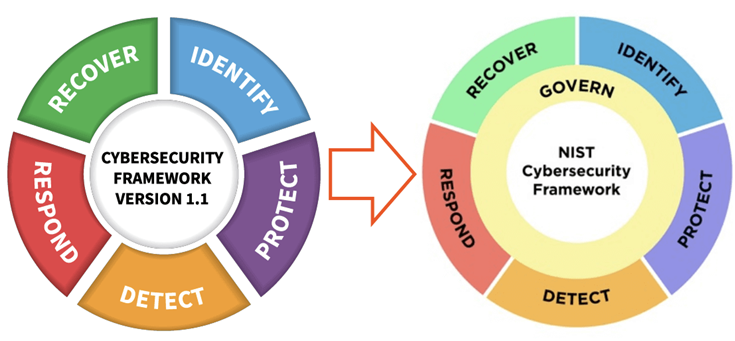 RECOVER
IDENTIFY
CYBERSECURITY
FRAMEWORK
VERSION 1.1
RESPOND
PROTECT
DETECT
RECOVER
IDENTIFY
GOVERN
NIST
Cybersecurity
Framework
RESPOND
PROTECT
DETECT